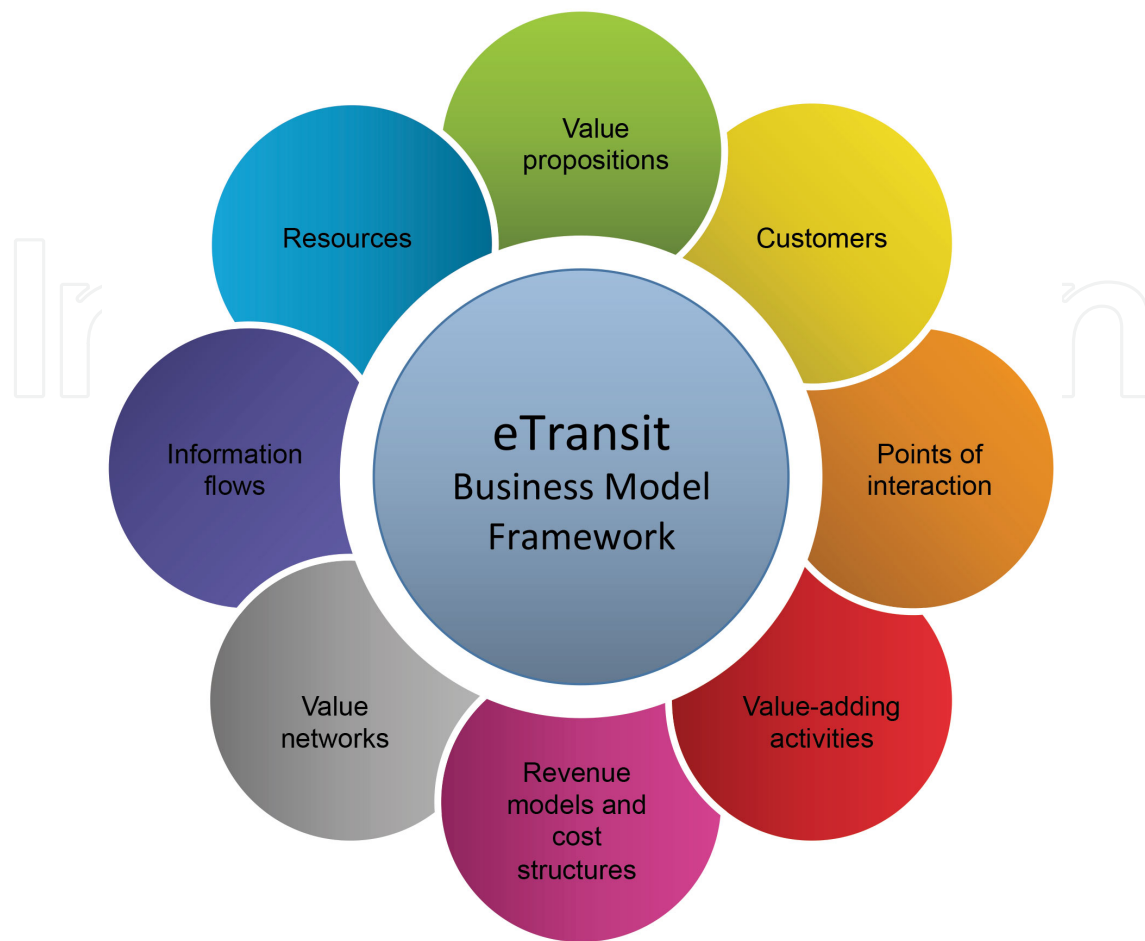 Value
propositions
Customers
Points of
interaction
Value-adding
activities
Revenue
models and
cost
structures
Value
networks
Information
flows
Resources
eTransit
Business Model
Framework